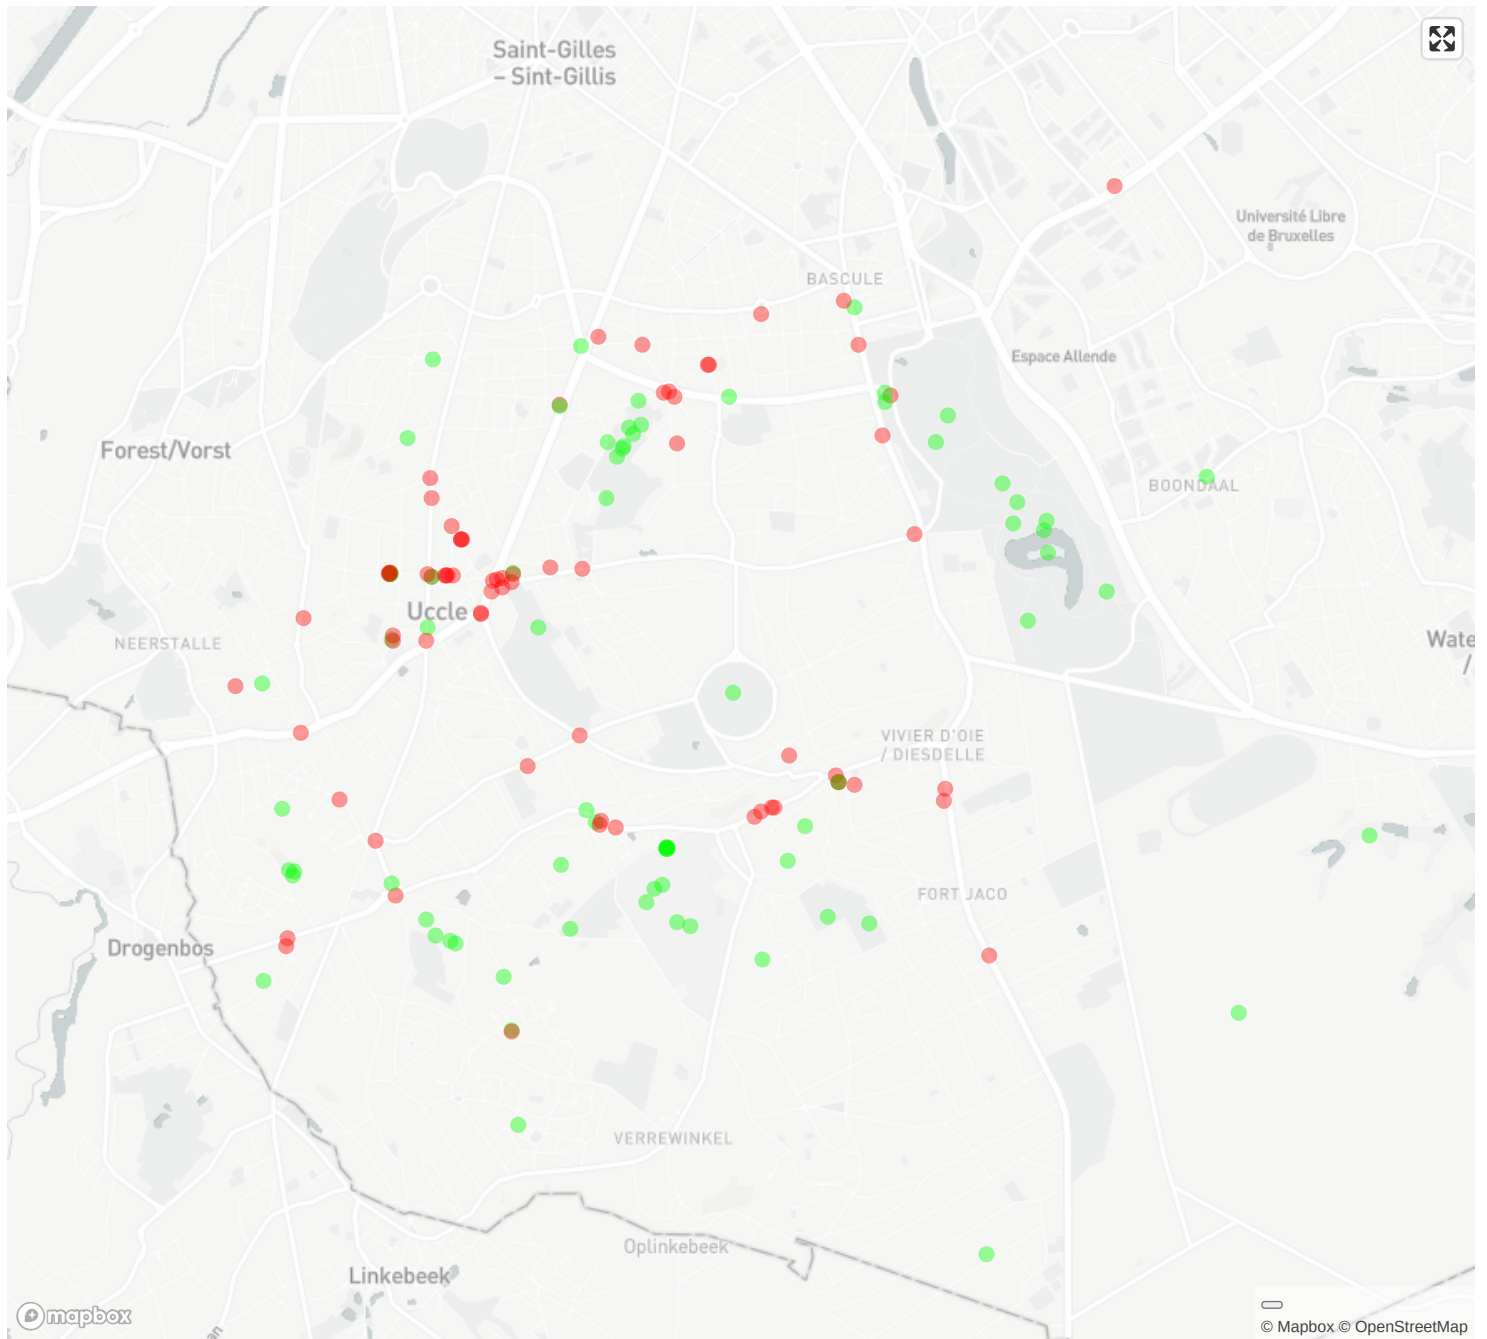 Saint-Gilles
– Sint-Gillis
Université Libre
de Bruxelles
BASCULE
Espace Allende
Forest/Vorst
BOONDAAL
Uccle
NEERSTALLE
Wate
/
VIVIER D'OIE
/ DIESDELLE
FORT JACO
Drogenbos
VERREWINKEL
Oplinkebeek
Linkebeek
mapbox
an
© Mapbox © OpenStreetMap